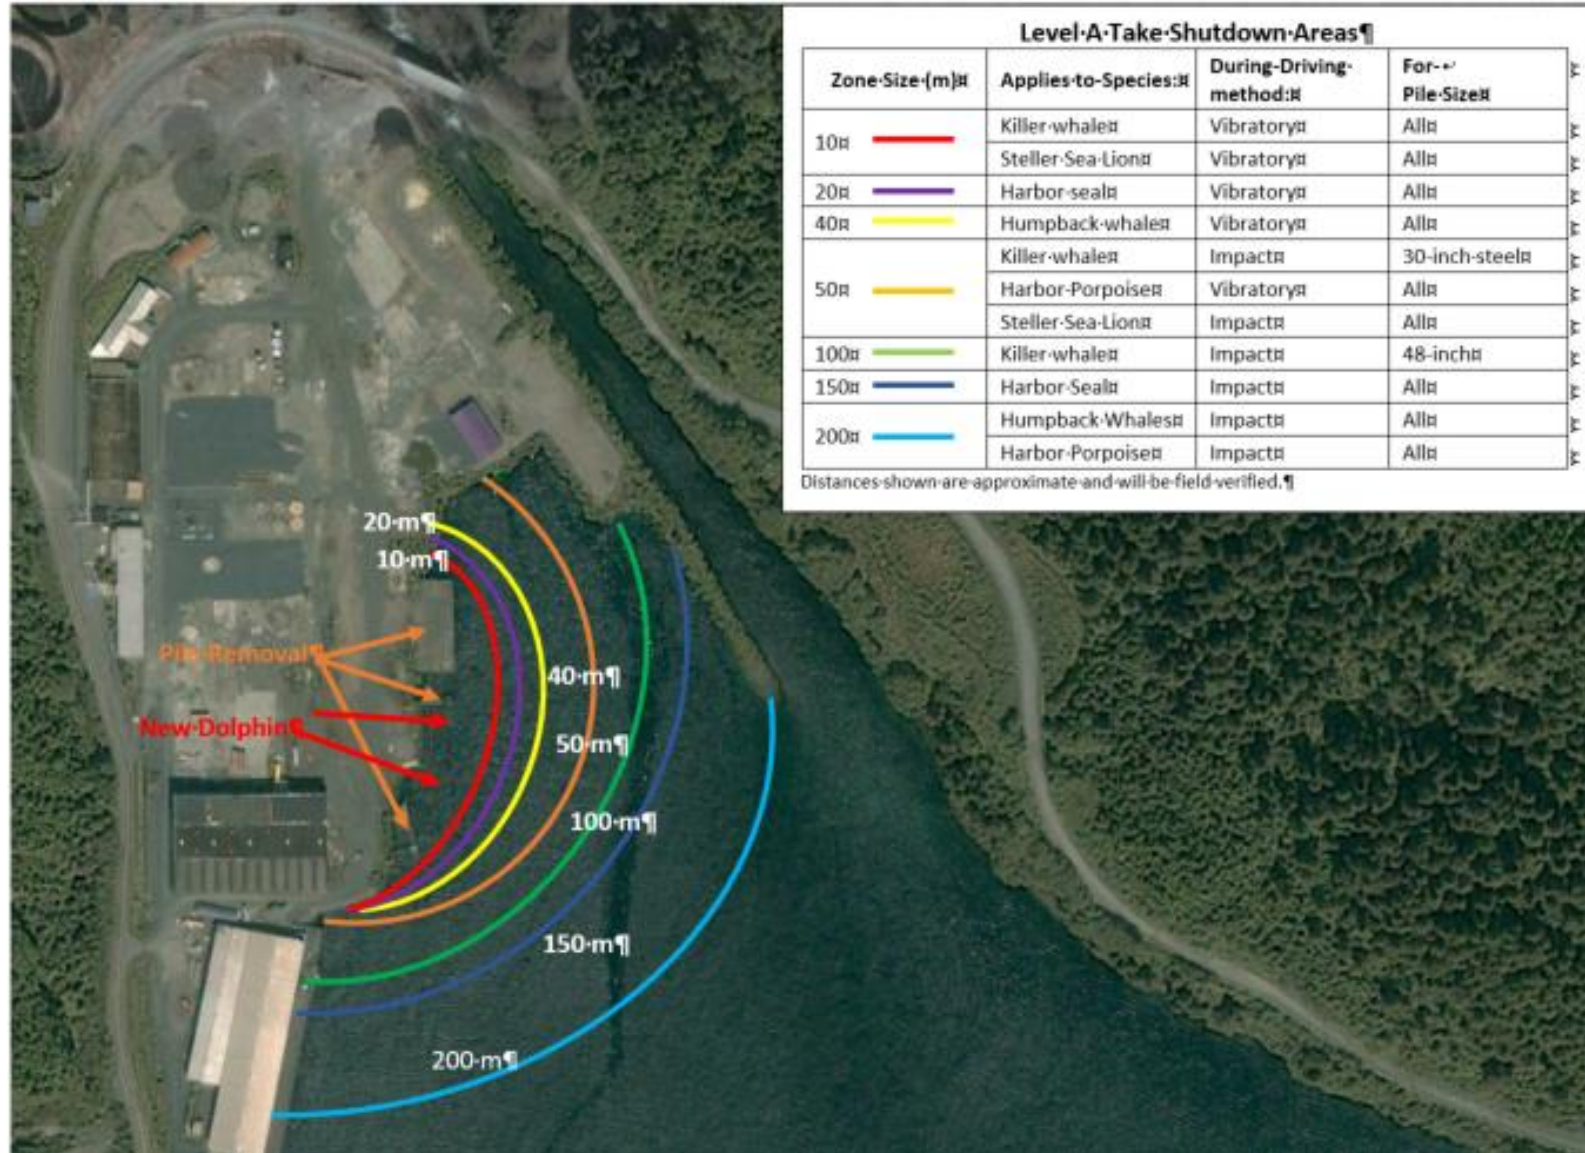 Level·A·Take·Shutdown·Areas¶
Zone·Size·(m)¤ Applies·to·Species:¤ During·Driving·method:¤ For·-↵ Pile·Size¤
10¤ Killer·whale¤ Vibratory¤ All¤
Steller·Sea·Lion¤ Vibratory¤ All¤
20¤ Harbor·seal¤ Vibratory¤ All¤
40¤ Humpback·whale¤ Vibratory¤ All¤
50¤ Killer·whale¤ Impact¤ 30-inch·steel¤
Harbor·Porpoise¤ Vibratory¤ All¤
Steller·Sea·Lion¤ Impact¤ All¤
100¤ Killer·whale¤ Impact¤ 48-inch¤
150¤ Harbor·Seal¤ Impact¤ All¤
200¤ Humpback·Whales¤ Impact¤ All¤
Harbor·Porpoise¤ Impact¤ All¤
Distances·shown·are·approximate·and·will·be·field·verified.¶
20·m¶
10·m¶
Pile·Removal¶
40·m¶
New·Dolphin¶
50·m¶
100·m¶
150·m¶
200·m¶